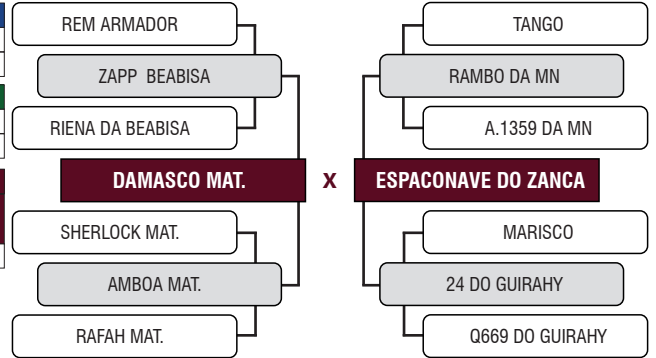 REM ARMADOR
ZAPP BEABISA
RIENA DA BEABISA
DAMASCO MAT.
SHERLOCK MAT.
AMBOA MAT.
RAFAH MAT.
X
TANGO
RAMBO DA MN
A.1359 DA MN
ESPACONAVE DO ZANCA
MARISCO
24 DO GUIRAHY
Q669 DO GUIRAHY